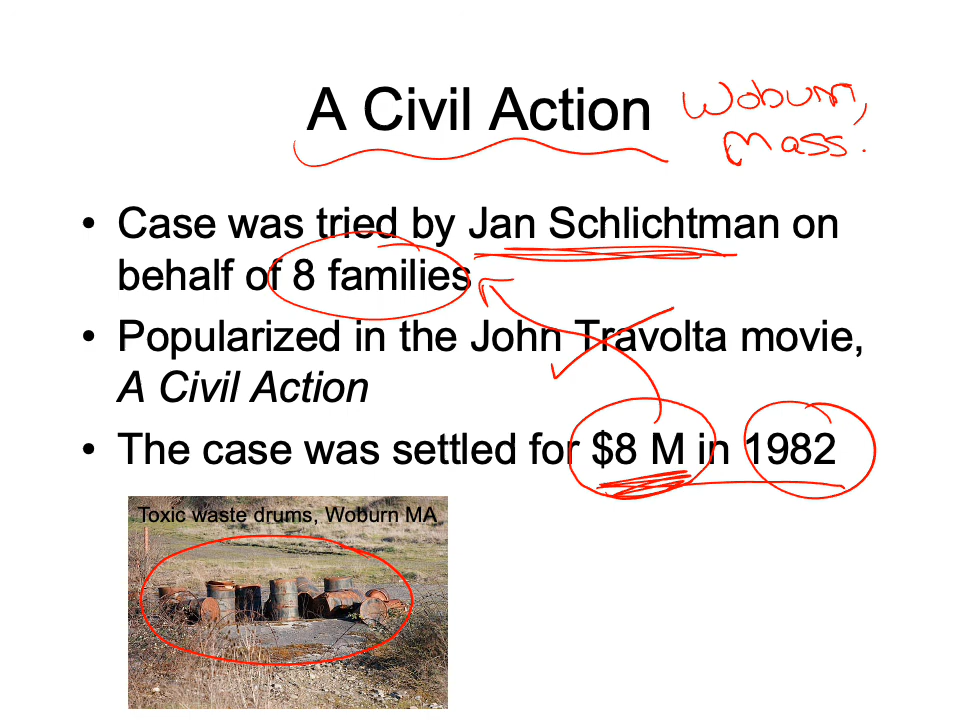 A Civil Action
Woburn,
Mass.
• Case was tried by Jan Schlichtman on
behalf of 8 families
• Popularized in the John Travolta movie,
A Civil Action
• The case was settled for $8 M in 1982
Toxic waste drums, Woburn MA